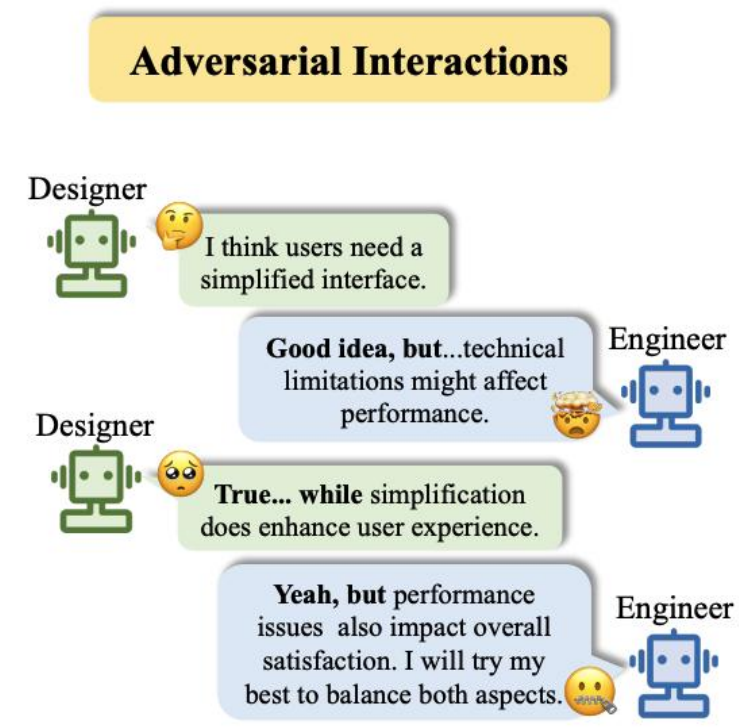 Adversarial Interactions
Designer
I think users need a
simplified interface.
Engineer
Good idea, but...technical
limitations might affect
performance.
Designer
True... while simplification
does enhance user experience.
Engineer
Yeah, but performance
issues also impact overall
satisfaction. I will try my
best to balance both aspects.